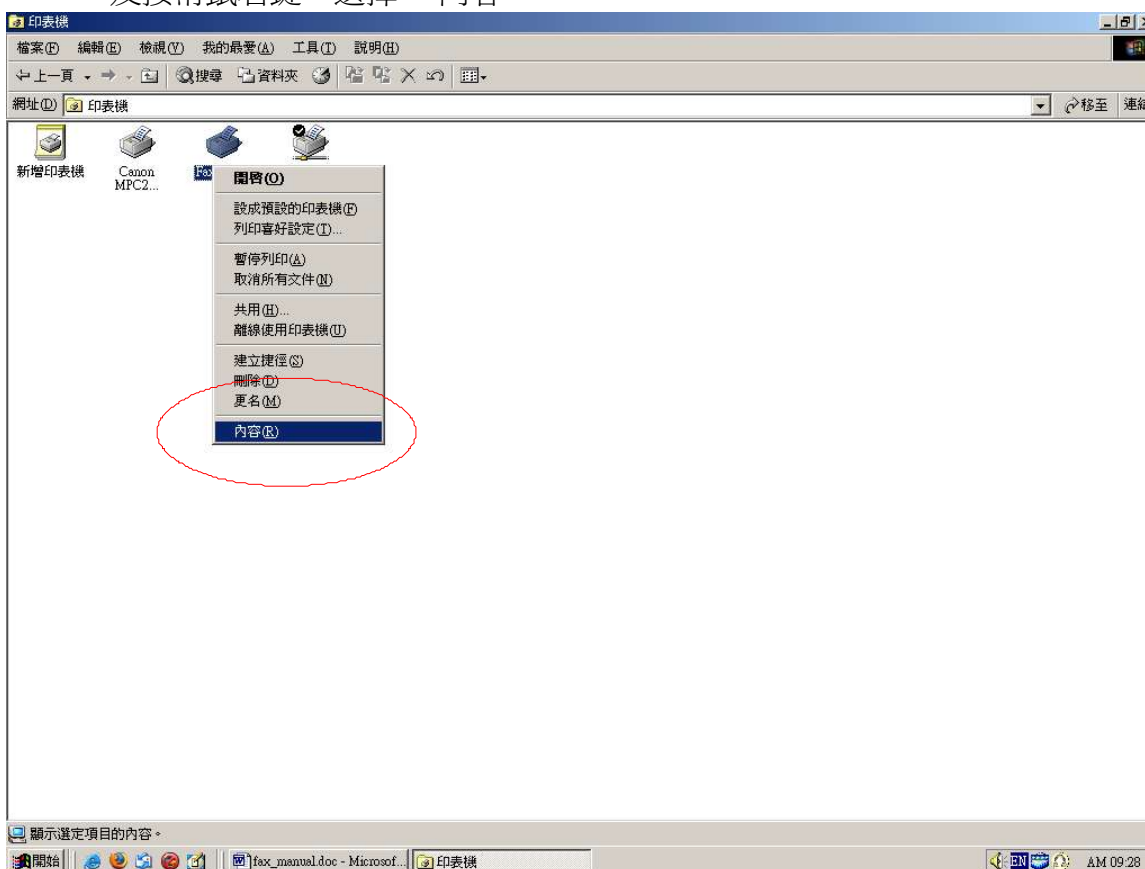 印表機
檔案(F) 編輯(E) 檢視(V) 我的最愛(A) 工具(T) 說明(H)
上一頁 搜尋 資料夾
網址(D) 印表機 移至 連結
新增印表機
Canon
MPC2...
Fax
開啓(O)
設成預設的印表機(F)
列印喜好設定(I)...
暫停列印(A)
取消所有文件(N)
共用(H)...
離線使用印表機(U)
建立捷徑(S)
刪除(D)
更名(M)
內容(R)
顯示選定項目的內容。
開始 fax_manual.doc - Microsof... 印表機 EN AM 09:28